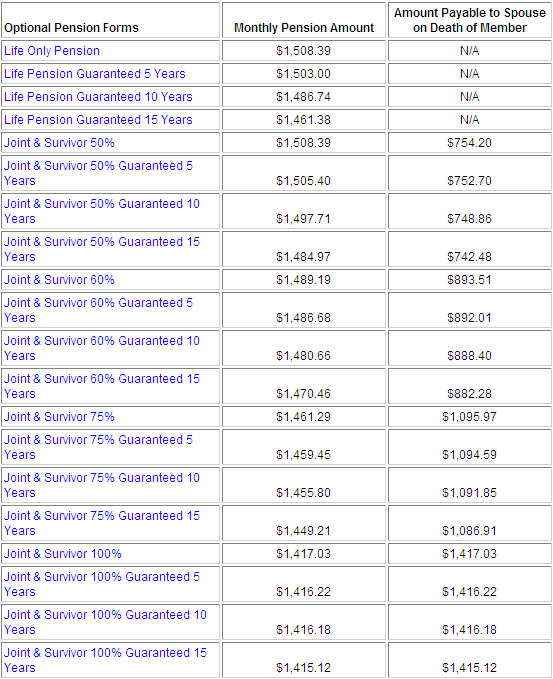 Optional Pension Forms Monthly Pension Amount Amount Payable to Spouse on Death of Member
Life Only Pension $1,508.39 N/A
Life Pension Guaranteed 5 Years $1,503.00 N/A
Life Pension Guaranteed 10 Years $1,486.74 N/A
Life Pension Guaranteed 15 Years $1,461.38 N/A
Joint & Survivor 50% $1,508.39 $754.20
Joint & Survivor 50% Guaranteed 5
Years $1,505.40 $752.70
Joint & Survivor 50% Guaranteed 10
Years $1,497.71 $748.86
Joint & Survivor 50% Guaranteed 15
Years $1,484.97 $742.48
Joint & Survivor 60% $1,489.19 $893.51
Joint & Survivor 60% Guaranteed 5
Years $1,486.68 $892.01
Joint & Survivor 60% Guaranteed 10
Years $1,480.66 $888.40
Joint & Survivor 60% Guaranteed 15
Years $1,470.46 $882.28
Joint & Survivor 75% $1,461.29 $1,095.97
Joint & Survivor 75% Guaranteed 5
Years $1,459.45 $1,094.59
Joint & Survivor 75% Guaranteed 10
Years $1,455.80 $1,091.85
Joint & Survivor 75% Guaranteed 15
Years $1,449.21 $1,086.91
Joint & Survivor 100% $1,417.03 $1,417.03
Joint & Survivor 100% Guaranteed 5
Years $1,416.22 $1,416.22
Joint & Survivor 100% Guaranteed 10
Years $1,416.18 $1,416.18
Joint & Survivor 100% Guaranteed 15
Years $1,415.12 $1,415.12